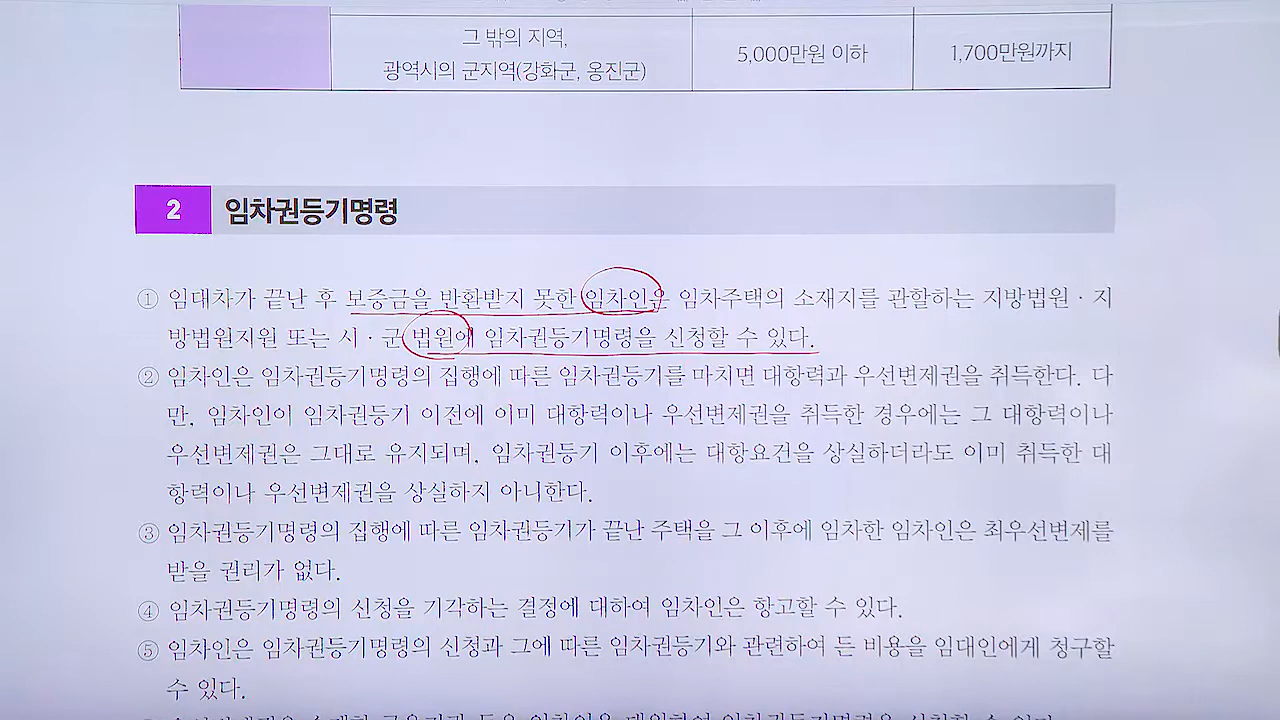 그 밖의 지역,
광역시의 군지역(강화군, 옹진군)
5,000만원 이하
1,700만원까지
2 임차권등기명령
① 임대차가 끝난 후 보증금을 반환받지 못한 임차인은 임차주택의 소재지를 관할하는 지방법원 · 지
방법원지원 또는 시 · 군 법원에 임차권등기명령을 신청할 수 있다.
② 임차인은 임차권등기명령의 집행에 따른 임차권등기를 마치면 대항력과 우선변제권을 취득한다. 다
만, 임차인이 임차권등기 이전에 이미 대항력이나 우선변제권을 취득한 경우에는 그 대항력이나
우선변제권은 그대로 유지되며, 임차권등기 이후에는 대항요건을 상실하더라도 이미 취득한 대
항력이나 우선변제권을 상실하지 아니한다.
③ 임차권등기명령의 집행에 따른 임차권등기가 끝난 주택을 그 이후에 임차한 임차인은 최우선변제를
받을 권리가 없다.
④ 임차권등기명령의 신청을 기각하는 결정에 대하여 임차인은 항고할 수 있다.
⑤ 임차인은 임차권등기명령의 신청과 그에 따른 임차권등기와 관련하여 든 비용을 임대인에게 청구할
수 있다.